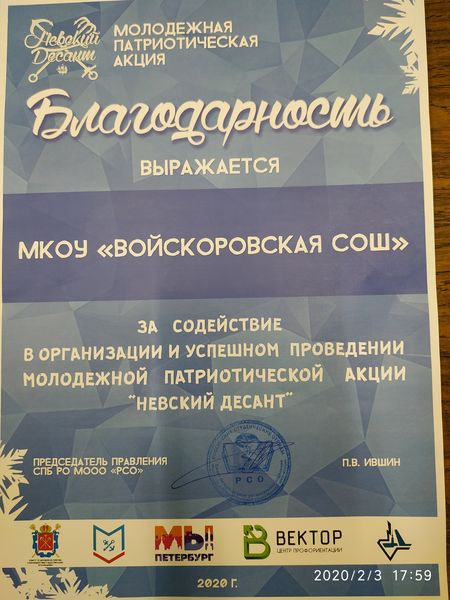 Невский
Десант
МОЛОДЕЖНАЯ
ПАТРИОТИЧЕСКАЯ
АКЦИЯ
Благодарность
ВЫРАЖАЕТСЯ
МКОУ «ВОЙСКОРОВСКАЯ СОШ»
ЗА СОДЕЙСТВИЕ
В ОРГАНИЗАЦИИ И УСПЕШНОМ ПРОВЕДЕНИИ
МОЛОДЕЖНОЙ ПАТРИОТИЧЕСКОЙ АКЦИИ
"НЕВСКИЙ ДЕСАНТ"
ПРЕДСЕДАТЕЛЬ ПРАВЛЕНИЯ
СПБ РО МООО «РСО»
П.В. ИВШИН
РСО
МЫ
ПЕТЕРБУРГ
ВЕКТОР
ЦЕНТР ПРОФОРИЕНТАЦИИ
2020 Г.
2020/2/3 17:59